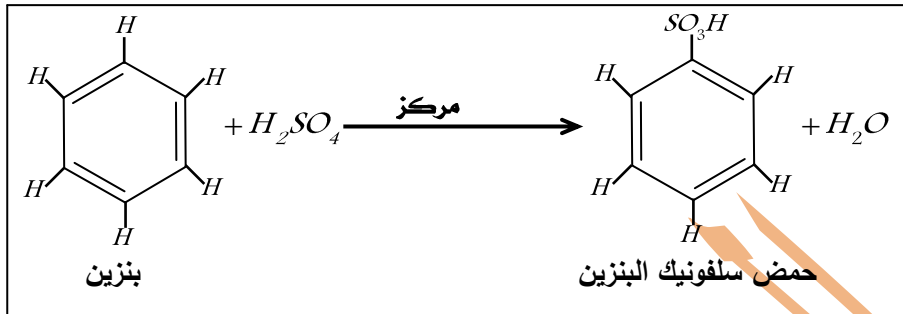 H SO₃H
H H H H
مركز
+ H₂SO₄ + H₂O
H H H H
H H
بنزين حمض سلفونيك البنزين